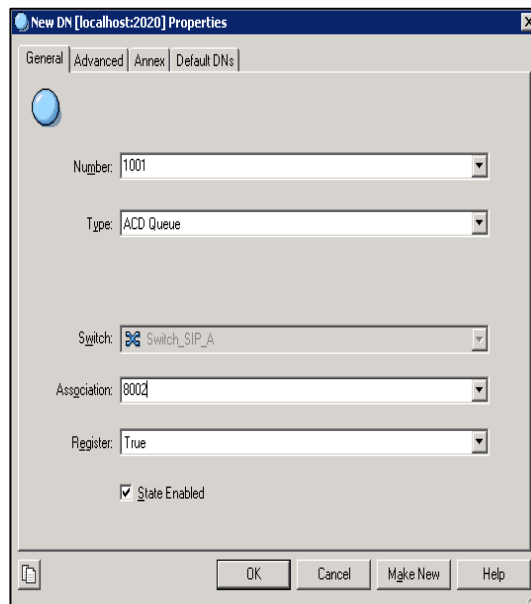 New DN [localhost:2020] Properties
General Advanced Annex Default DNs
Number: 1001
Type: ACD Queue
Switch: Switch_SIP_A
Association: 8002
Register: True
State Enabled
OK Cancel Make New Help